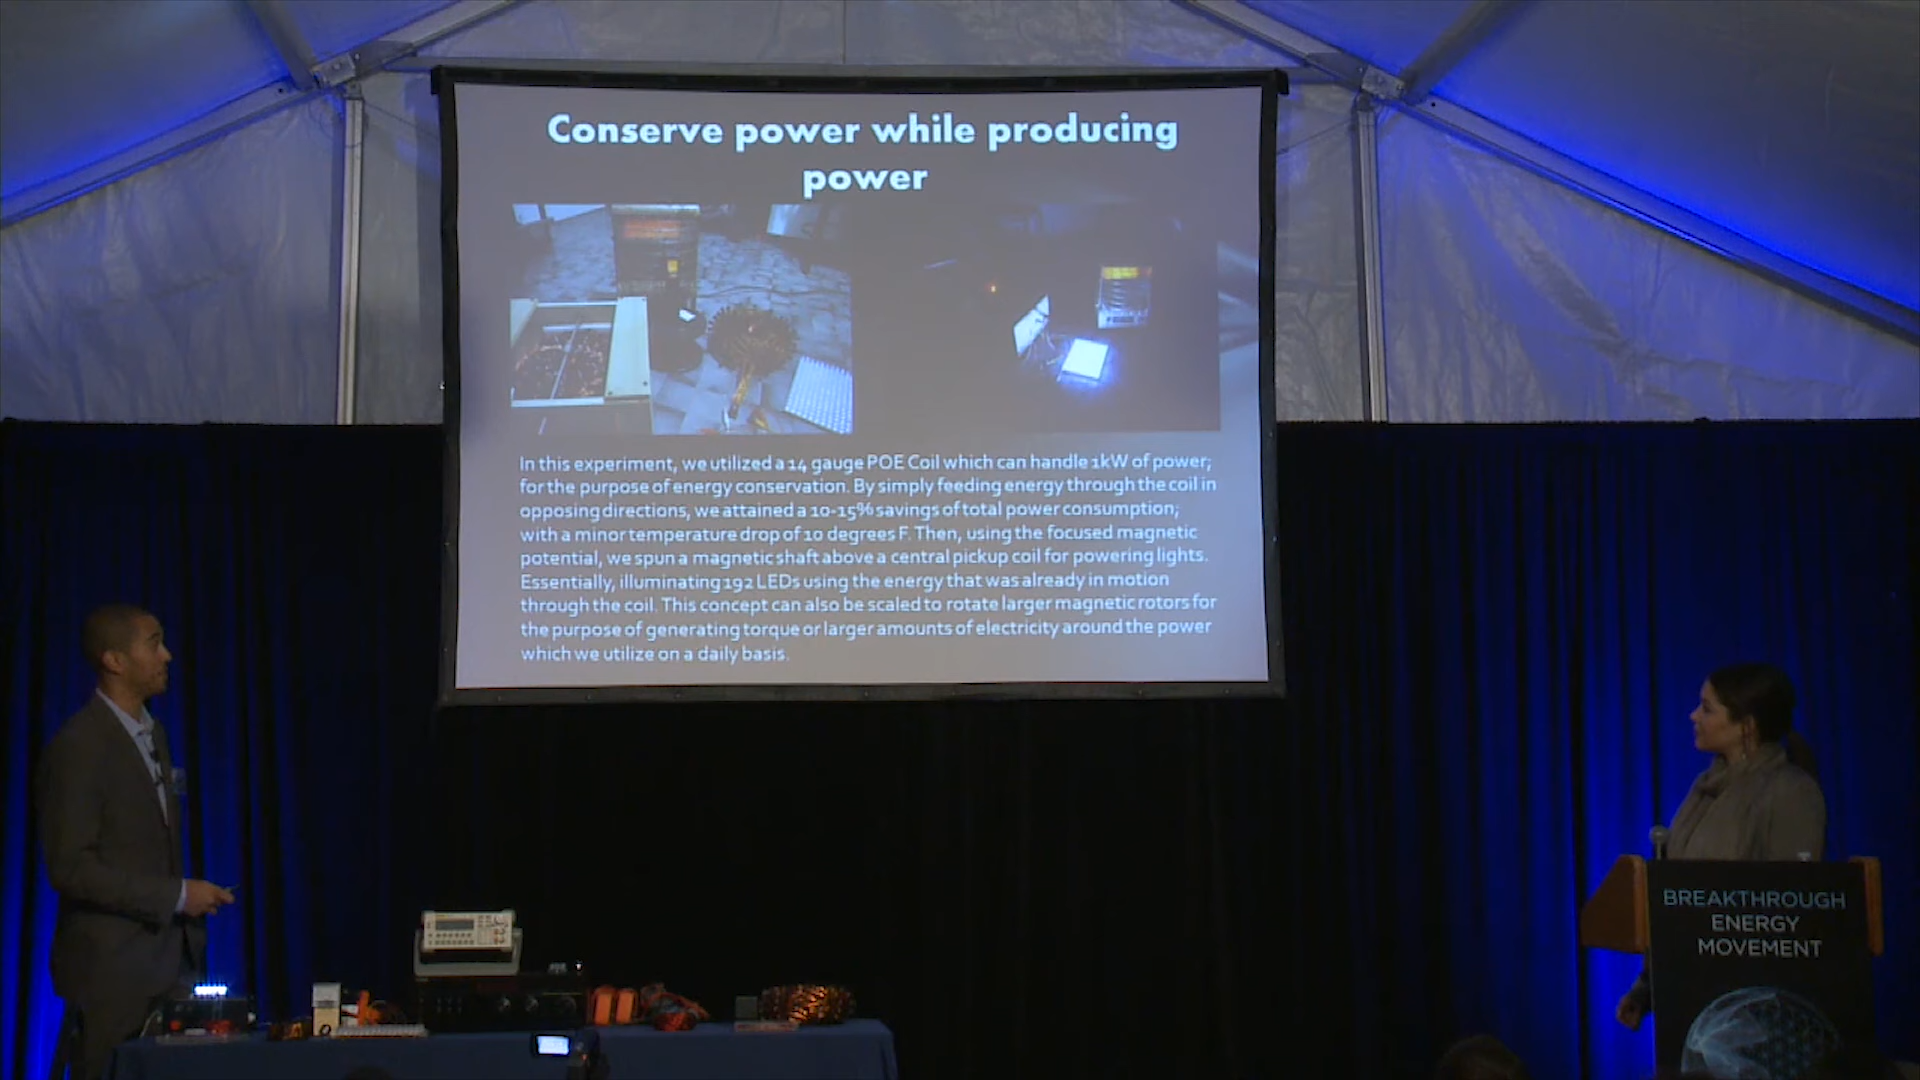 Conserve power while producing
power
In this experiment, we utilized a 14 gauge POE Coil which can handle 1kW of power;
for the purpose of energy conservation. By simply feeding energy through the coil in
opposing directions, we attained a 10-15% savings of total power consumption;
with a minor temperature drop of 10 degrees F. Then, using the focused magnetic
potential, we spun a magnetic shaft above a central pickup coil for powering lights.
Essentially, illuminating 192 LEDs using the energy that was already in motion
through the coil. This concept can also be scaled to rotate larger magnetic rotors for
the purpose of generating torque or larger amounts of electricity around the power
which we utilize on a daily basis.
BREAKTHROUGH
ENERGY
MOVEMENT